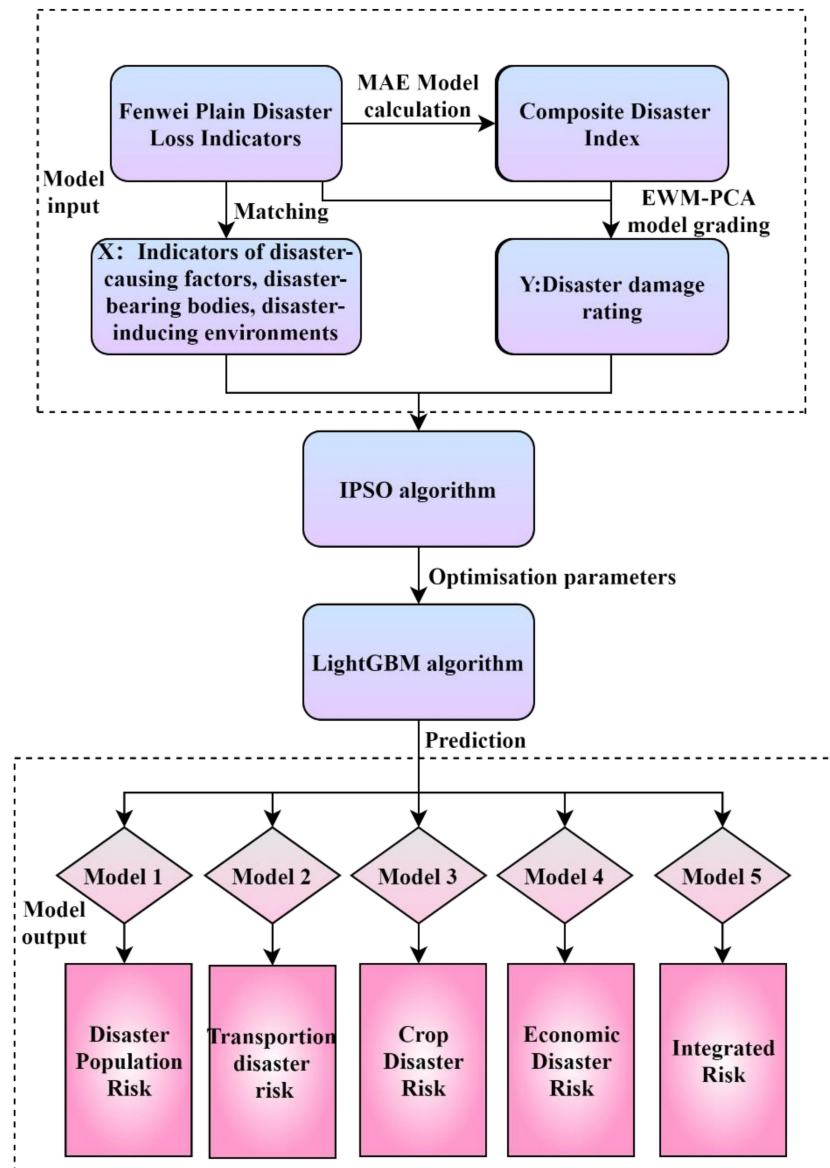 Fenwei Plain Disaster
Loss Indicators
MAE Model
calculation
Composite Disaster
Index
Model
input
Matching
EWM-PCA
model grading
X: Indicators of disaster-
causing factors, disaster-
bearing bodies, disaster-
inducing environments
Y:Disaster damage
rating
IPSO algorithm
Optimisation parameters
LightGBM algorithm
Prediction
Model 1
Model 2
Model 3
Model 4
Model 5
Model
output
Disaster
Population
Risk
Transportion
disaster
risk
Crop
Disaster
Risk
Economic
Disaster
Risk
Integrated
Risk